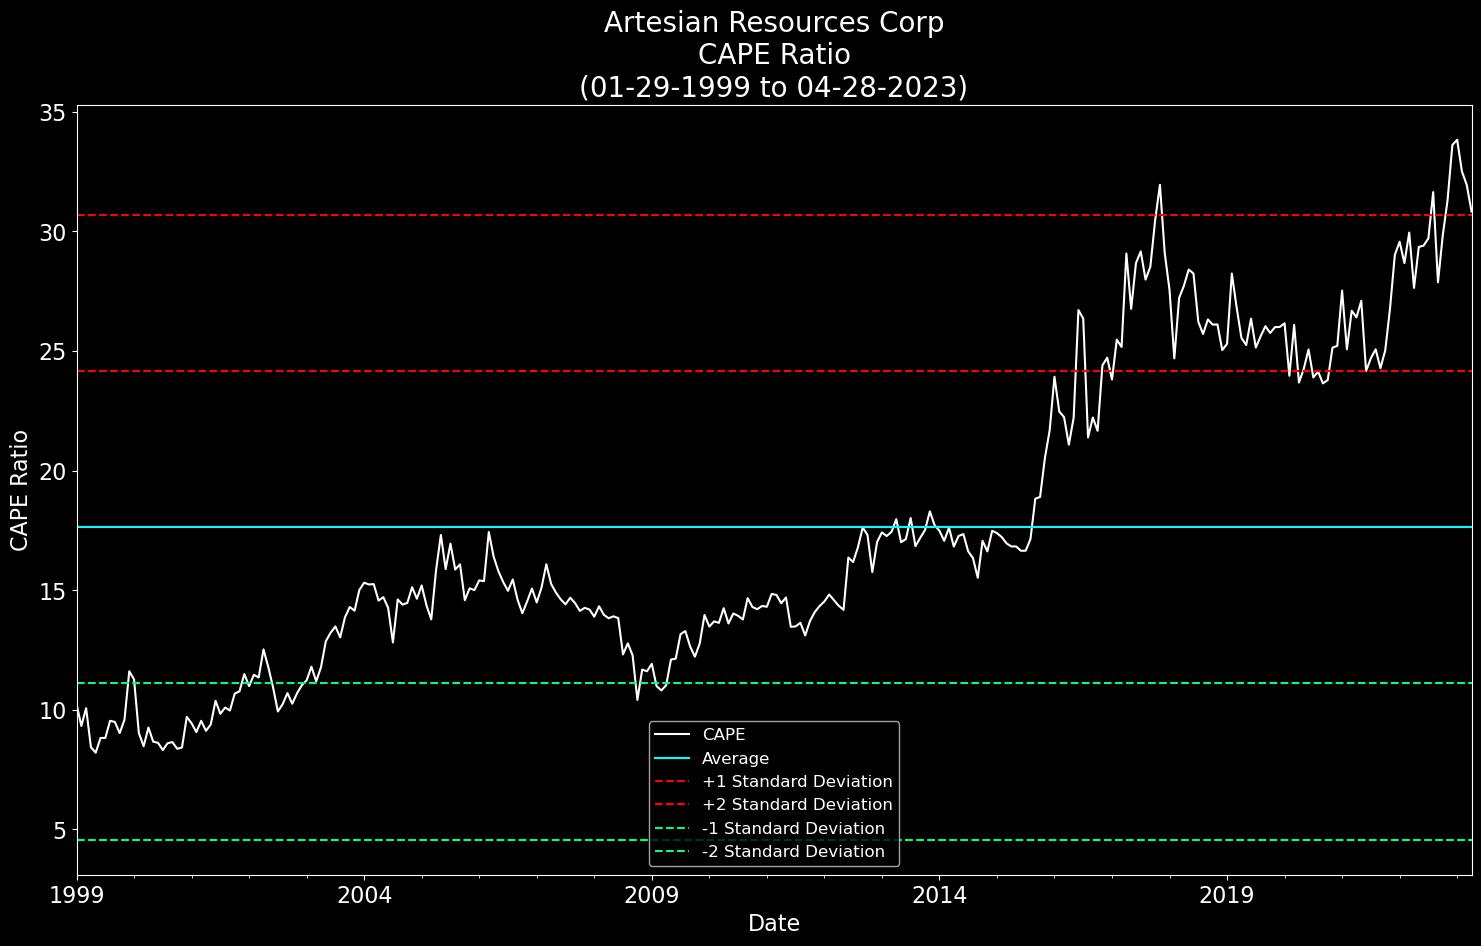 Artesian Resources Corp
CAPE Ratio
(01-29-1999 to 04-28-2023)
35
30
25
20
15
10
5
CAPE Ratio
CAPE
Average
+1 Standard Deviation
+2 Standard Deviation
-1 Standard Deviation
-2 Standard Deviation
1999 2004 2009 2014 2019
Date